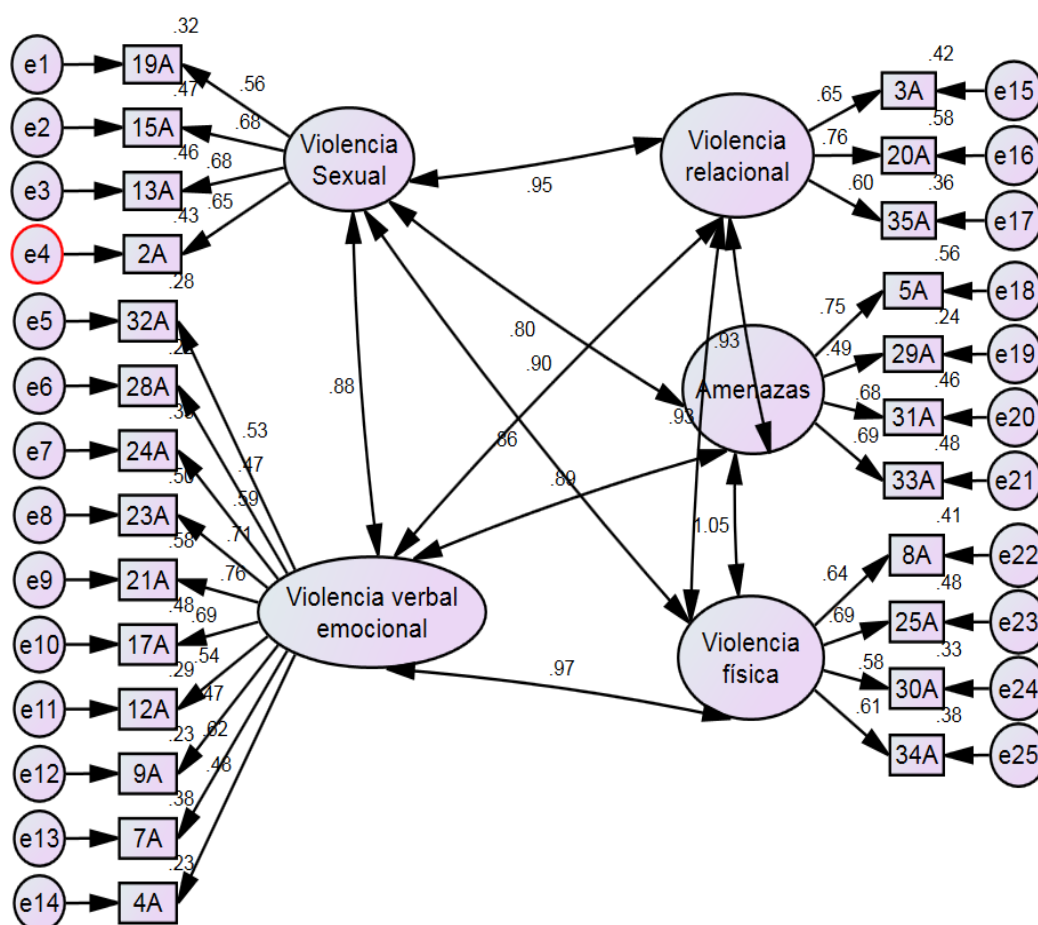 .32
e1
19A
.47
.56
e2
15A
.68
.46
e3
13A
.68
.43
.65
e4
2A
.28
Violencia
Sexual
e5
32A
e6
28A
e7
24A
.50
e8
23A
.58
e9
21A
.48
e10
17A
.29
e11
12A
.23
e12
9A
.38
e13
7A
.23
e14
4A
.53
.47
.59
.71
.76
.69
.54
.47
.62
.48
Violencia verbal
emocional
.95
.80
.90
.88
.86
.93
.93
.89
1.05
.97
Violencia
relacional
.42
.65
3A
e15
.58
.76
20A
e16
.36
.60
35A
e17
Amenazas
.56
.75
5A
e18
.24
.49
29A
e19
.46
.68
31A
e20
.48
.69
33A
e21
Violencia
física
.41
.64
8A
e22
.48
.69
25A
e23
.33
.58
30A
e24
.38
.61
34A
e25